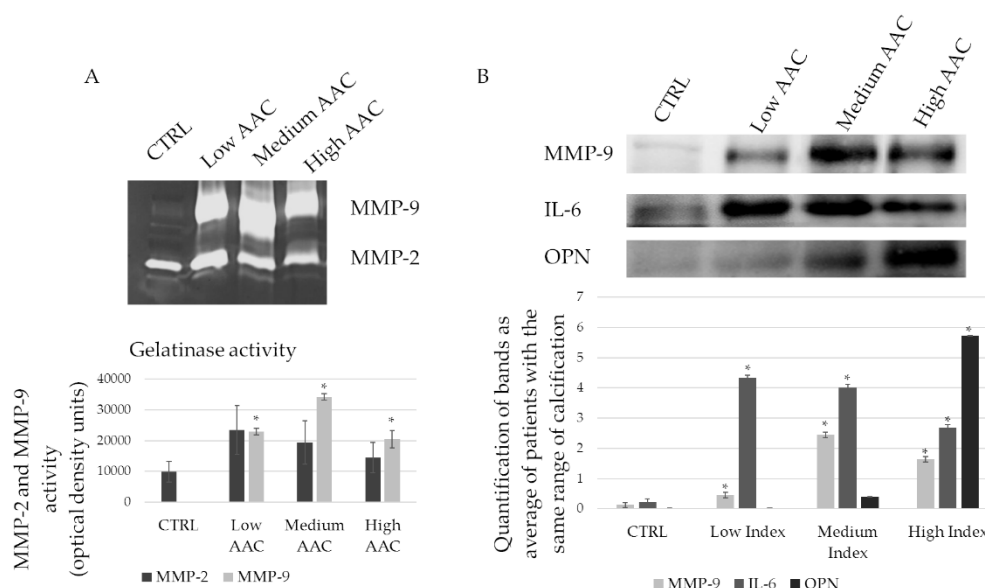 A
CTRL
Low AAC
Medium AAC
High AAC
MMP-9
MMP-2
Gelatinase activity
MMP-2 and MMP-9
activity
(optical density units)
40000
30000
20000
10000
0
*
*
*
CTRL
Low
AAC
Medium
AAC
High
AAC
MMP-2
MMP-9
B
CTRL
Low AAC
Medium AAC
High AAC
MMP-9
IL-6
OPN
Quantification of bands as
average of patients with the
same range of calcification
7
6
5
4
3
2
1
0
*
*
*
*
*
*
*
CTRL
Low Index
Medium
Index
High Index
MMP-9
IL-6
OPN